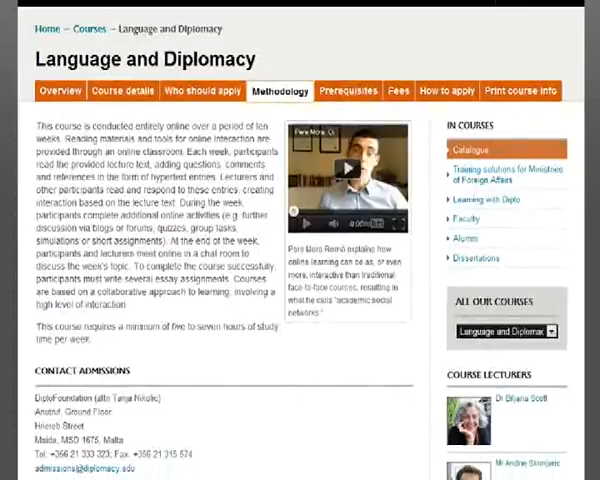 Home — Courses — Language and Diplomacy
Language and Diplomacy
Overview Course details Who should apply Methodology Prerequisites Fees How to apply Print course info
This course is conducted entirely online over a period of ten
weeks. Reading materials and tools for online interaction are
provided through an online classroom. Each week, participants
read the provided lecture text, adding questions, comments
and references in the form of hypertext entries. Lecturers and
other participants read and respond to these entries, creating
interaction based on the lecture text. During the week,
participants complete additional online activities (e.g. further
discussion via blogs or forums, quizzes, group tasks,
simulations or short assignments). At the end of the week,
participants and lecturers meet online in a chat room to
discuss the week's topic. To complete the course successfully,
participants must write several essay assignments. Courses
are based on a collaborative approach to learning, involving a
high level of interaction.
This course requires a minimum of five to seven hours of study
time per week.
Pere Mora
explains how
online learning can be as, or even
more, interactive than traditional
face-to-face courses, resulting in
what he calls "academic social
networks."
CONTACT ADMISSIONS
DiploFoundation (attn Tanja Nikolic)
Anutruf, Ground Floor
Hriereb Street
Msida, MSD 1675, Malta
Tel: +356 21 333 323, Fax. +356 21 315 574
admissions@diplomacy.edu
IN COURSES
Catalogue
Training solutions for Ministries
of Foreign Affairs
Learning with Diplo
Faculty
Alumni
Dissertations
ALL OUR COURSES
Language and Diplomac
COURSE LECTURERS
Dr Biljana Scott
Mr Andrej Skrinjaric